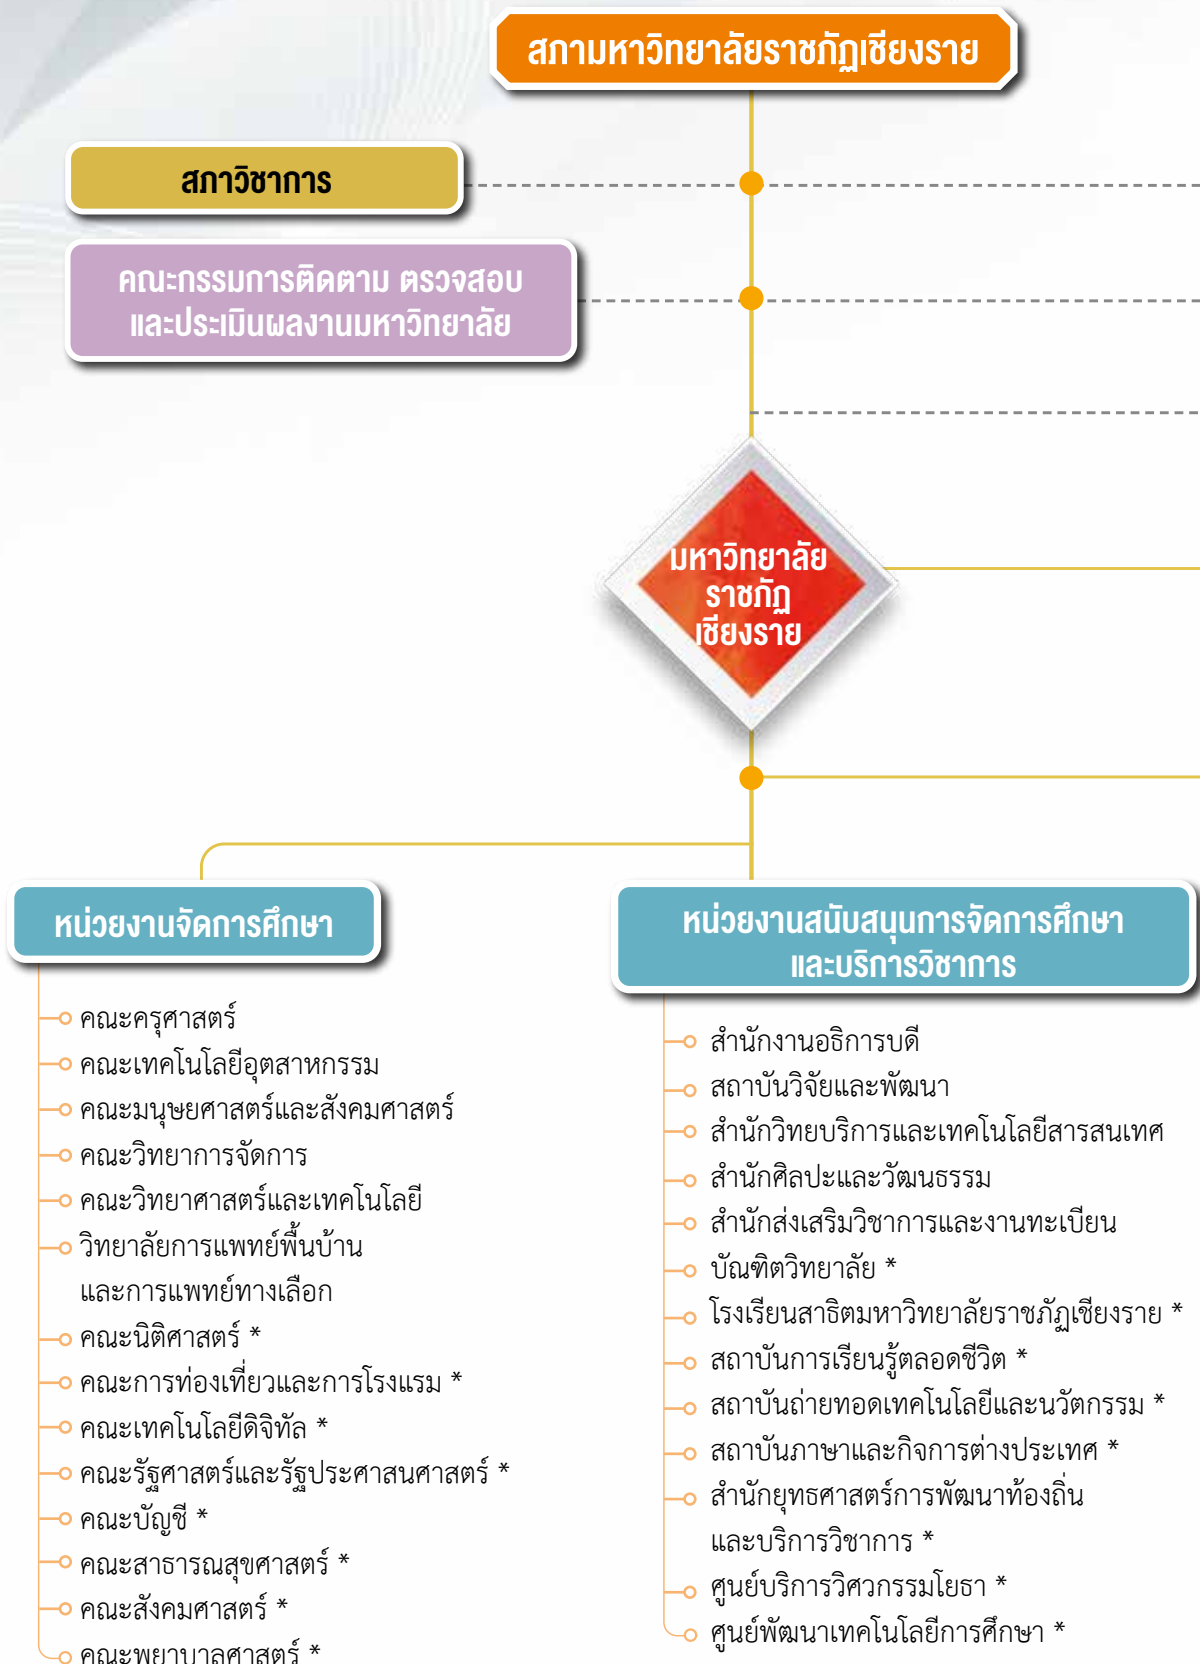 สภามหาวิทยาลัยราชภัฏเชียงราย
สภาวิชาการ
คณะกรรมการติดตาม ตรวจสอบ
และประเมินผลงานมหาวิทยาลัย
มหาวิทยาลัย
ราชภัฏ
เชียงราย
หน่วยงานจัดการศึกษา
คณะครุศาสตร์
คณะเทคโนโลยีอุตสาหกรรม
คณะมนุษยศาสตร์และสังคมศาสตร์
คณะวิทยาการจัดการ
คณะวิทยาศาสตร์และเทคโนโลยี
วิทยาลัยการแพทย์พื้นบ้าน
และการแพทย์ทางเลือก
คณะนิติศาสตร์ *
คณะการท่องเที่ยวและการโรงแรม *
คณะเทคโนโลยีดิจิทัล *
คณะรัฐศาสตร์และรัฐประศาสนศาสตร์ *
คณะบัญชี *
คณะสาธารณสุขศาสตร์ *
คณะสังคมศาสตร์ *
คณะพยาบาลศาสตร์ *
หน่วยงานสนับสนุนการจัดการศึกษา
และบริการวิชาการ
สำนักงานอธิการบดี
สถาบันวิจัยและพัฒนา
สำนักวิทยบริการและเทคโนโลยีสารสนเทศ
สำนักศิลปะและวัฒนธรรม
สำนักส่งเสริมวิชาการและงานทะเบียน
บัณฑิตวิทยาลัย *
โรงเรียนสาธิตมหาวิทยาลัยราชภัฏเชียงราย *
สถาบันการเรียนรู้ตลอดชีวิต *
สถาบันถ่ายทอดเทคโนโลยีและนวัตกรรม *
สถาบันภาษาและกิจการต่างประเทศ *
สำนักยุทธศาสตร์การพัฒนาท้องถิ่น
และบริการวิชาการ *
ศูนย์บริการวิศวกรรมโยธา *
ศูนย์พัฒนาเทคโนโลยีการศึกษา *